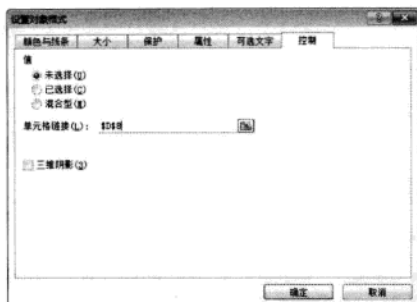 设置对象格式
颜色与线条 大小 保护 属性 可选文字 控制
值
未选择(U)
已选择(C)
混合型(M)
单元格链接(L): $D$8
三维阴影(3)
确定 取消